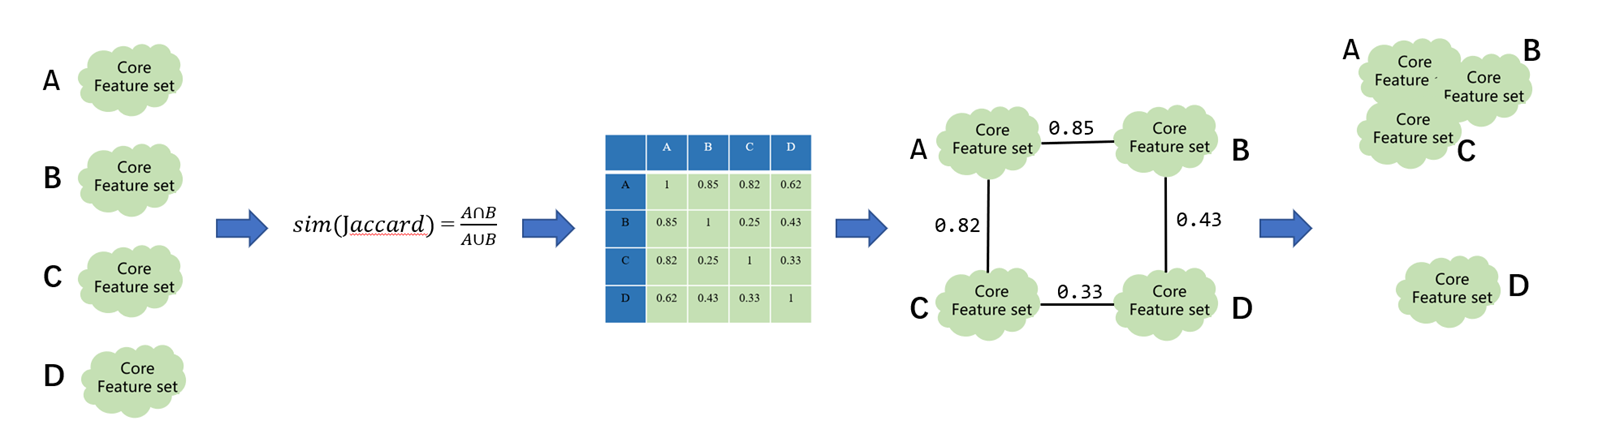 A
Core
Feature set
B
Core
Feature set
C
Core
Feature set
D
Core
Feature set
sim(Jaccard) = A∩B / A∪B
A B C D
A 1 0.85 0.82 0.62
B 0.85 1 0.25 0.43
C 0.82 0.25 1 0.33
D 0.62 0.43 0.33 1
A
Core
Feature set
0.85
Core
Feature set
B
0.82
0.43
C
Core
Feature set
0.33
Core
Feature set
D
A
Core
Feature
B
Core
Feature set
Core
Feature set
C
Core
Feature set
D